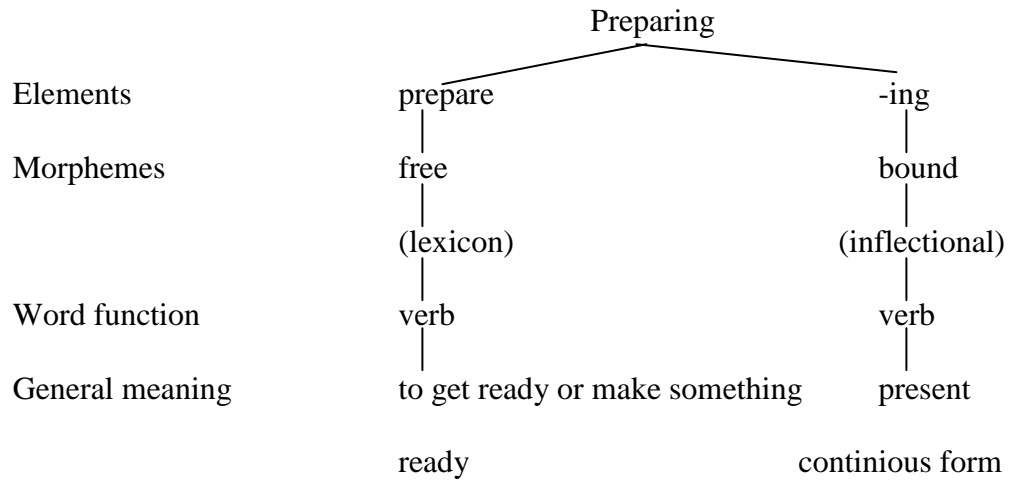 Preparing
Elements prepare -ing
Morphemes free bound
(lexicon) (inflectional)
Word function verb verb
General meaning to get ready or make something present
ready continious form